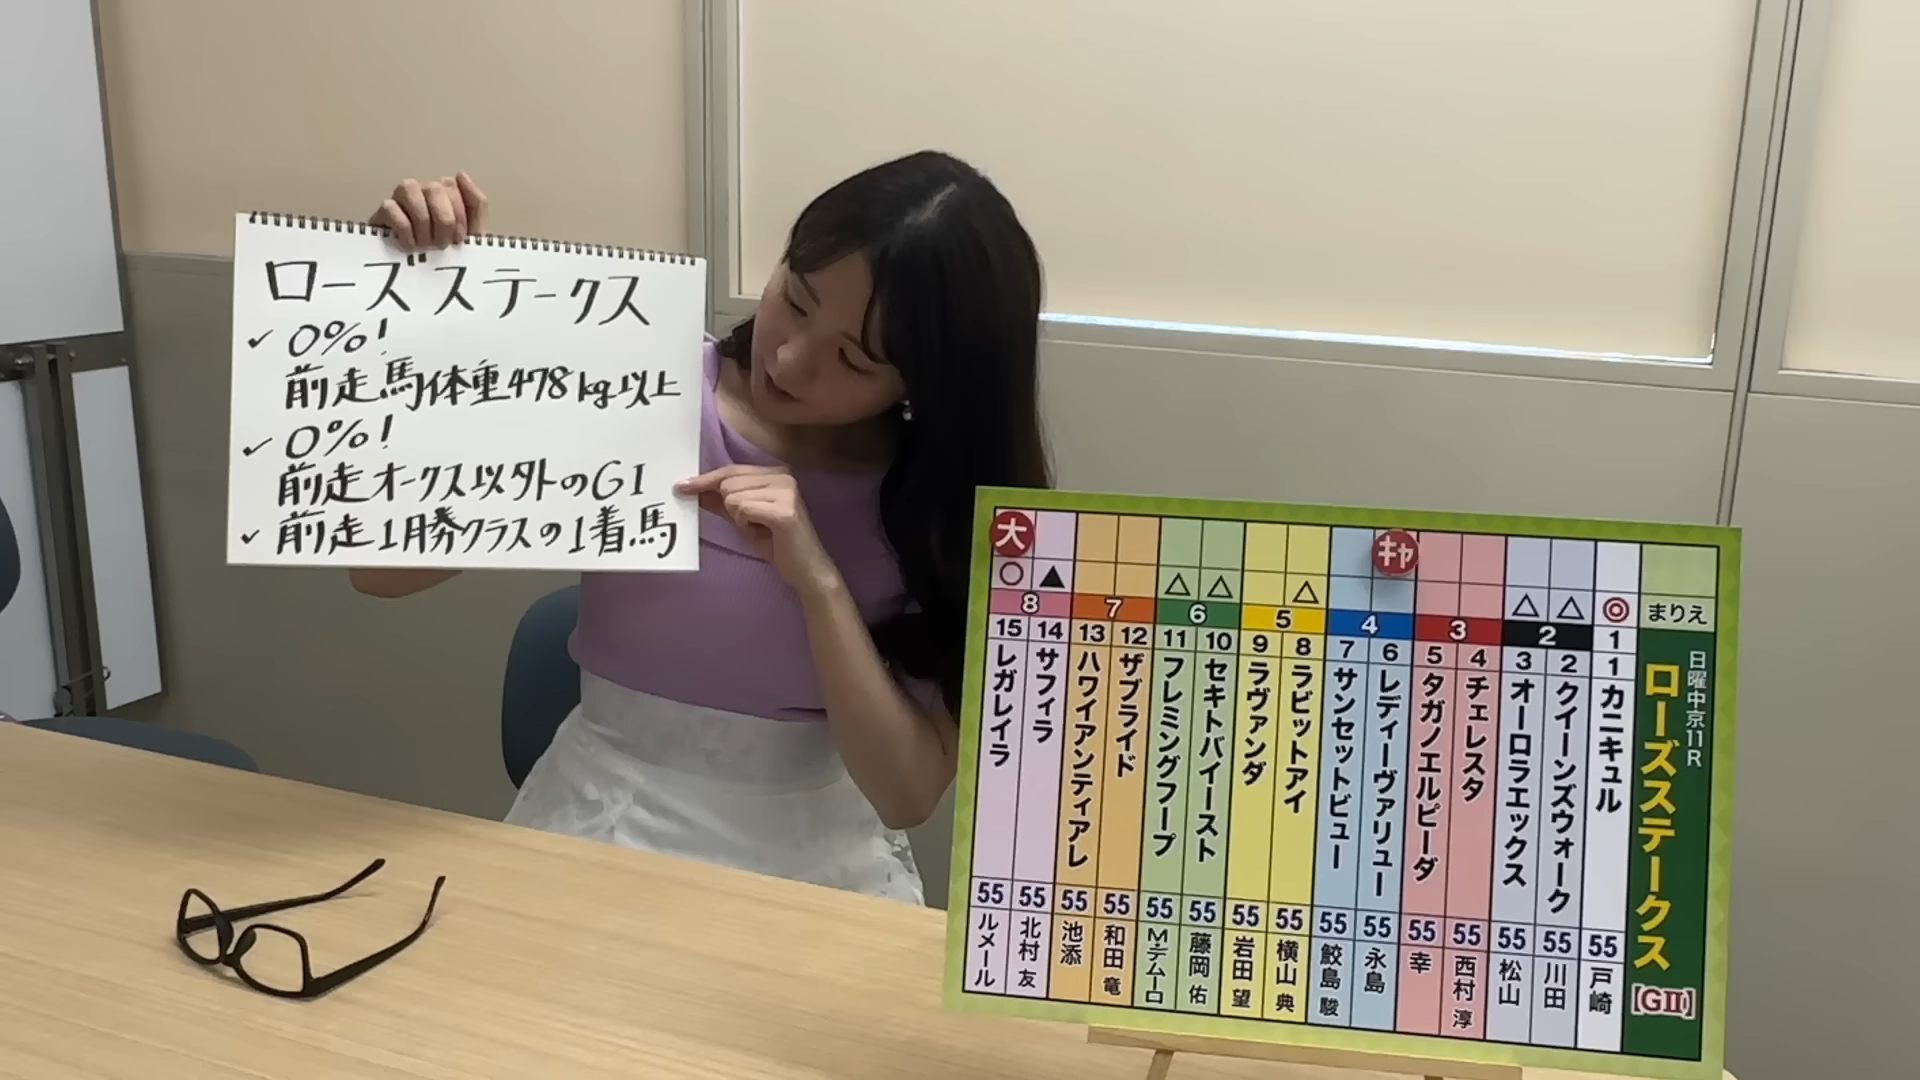 ローズステークス
✓0%!
前走馬体重478kg以上
✓0%!
前走オークス以外のGI
✓前走1勝クラスの1着馬
日曜中京11R
ローズステークス
[GII]
まりえ
◎ 1 1 カニキュル 55 戸崎
△ 2 2 クイーンズウォーク 55 川田
△ 3 オーロラエックス 55 松山
3 4 チェレスタ 55 西村淳
5 タガノエルピーダ 55 幸
キャ
4 6 レディーヴァリュー 55 永島
7 サンセットビュー 55 鮫島駿
△ 5 8 ラビットアイ 55 横山典
9 ラヴァンダ 55 岩田望
△ 6 10 セキトバイースト 55 藤岡佑
△ 11 フレミングフープ 55 M・デムーロ
7 12 ザブライド 55 和田竜
13 ハワイアンティアレ 55 池添
▲ 8 14 サフィラ 55 北村友
大
○ 15 レガレイラ 55 ルメール